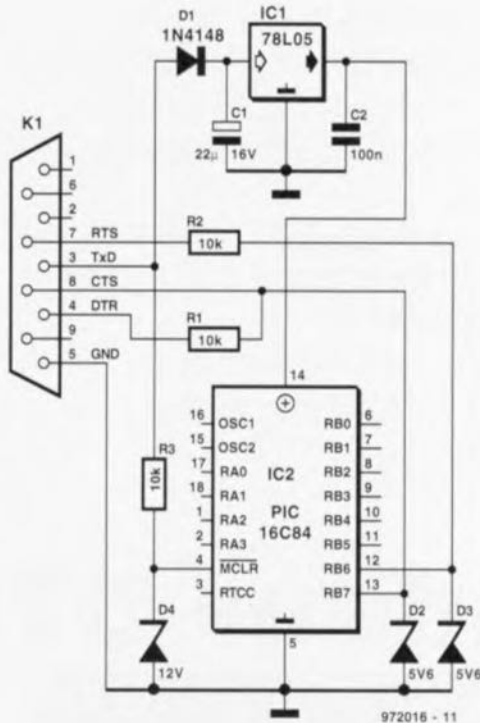 D1
1N4148
IC1
78L05
K1
C1
22µ 16V
C2
100n
1
6
2
7 RTS
3 TxD
8 CTS
4 DTR
9
5 GND
R2
10k
R1
10k
R3
10k
14
16 OSC1 RB0 6
15 OSC2 RB1 7
17 RA0 RB2 8
18 RA1 IC2 RB3 9
1 RA2 PIC RB4 10
2 RA3 16C84 RB5 11
4 MCLR RB6 12
3 RTCC RB7 13
5
D4
12V
D2
5V6
D3
5V6
972016 - 11